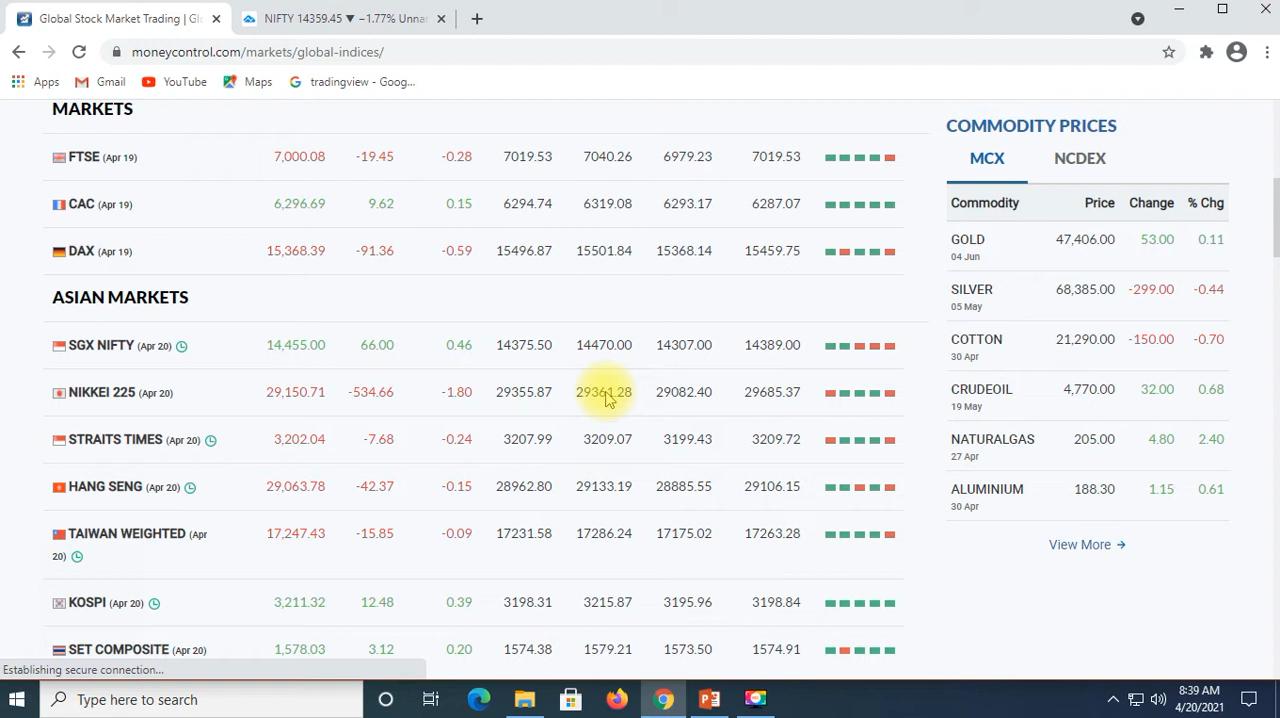 Global Stock Market Trading | Gl
NIFTY 14359.45 ▼ −1.77% Unnar
moneycontrol.com/markets/global-indices/
Apps Gmail YouTube Maps tradingview - Goog...
MARKETS
FTSE (Apr 19) 7,000.08 -19.45 -0.28 7019.53 7040.26 6979.23 7019.53
CAC (Apr 19) 6,296.69 9.62 0.15 6294.74 6319.08 6293.17 6287.07
DAX (Apr 19) 15,368.39 -91.36 -0.59 15496.87 15501.84 15368.14 15459.75
ASIAN MARKETS
SGX NIFTY (Apr 20) 14,455.00 66.00 0.46 14375.50 14470.00 14307.00 14389.00
NIKKEI 225 (Apr 20) 29,150.71 -534.66 -1.80 29355.87 29361.28 29082.40 29685.37
STRAITS TIMES (Apr 20) 3,202.04 -7.68 -0.24 3207.99 3209.07 3199.43 3209.72
HANG SENG (Apr 20) 29,063.78 -42.37 -0.15 28962.80 29133.19 28885.55 29106.15
TAIWAN WEIGHTED (Apr 17,247.43 -15.85 -0.09 17231.58 17286.24 17175.02 17263.28
20)
KOSPI (Apr 20) 3,211.32 12.48 0.39 3198.31 3215.87 3195.96 3198.84
SET COMPOSITE (Apr 20) 1,578.03 3.12 0.20 1574.38 1579.21 1573.50 1574.91
COMMODITY PRICES
MCX NCDEX
Commodity Price Change % Chg
GOLD 47,406.00 53.00 0.11
04 Jun
SILVER 68,385.00 -299.00 -0.44
05 May
COTTON 21,290.00 -150.00 -0.70
30 Apr
CRUDEOIL 4,770.00 32.00 0.68
19 May
NATURALGAS 205.00 4.80 2.40
27 Apr
ALUMINIUM 188.30 1.15 0.61
30 Apr
View More →
Establishing secure connection...
Type here to search
8:39 AM
4/20/2021